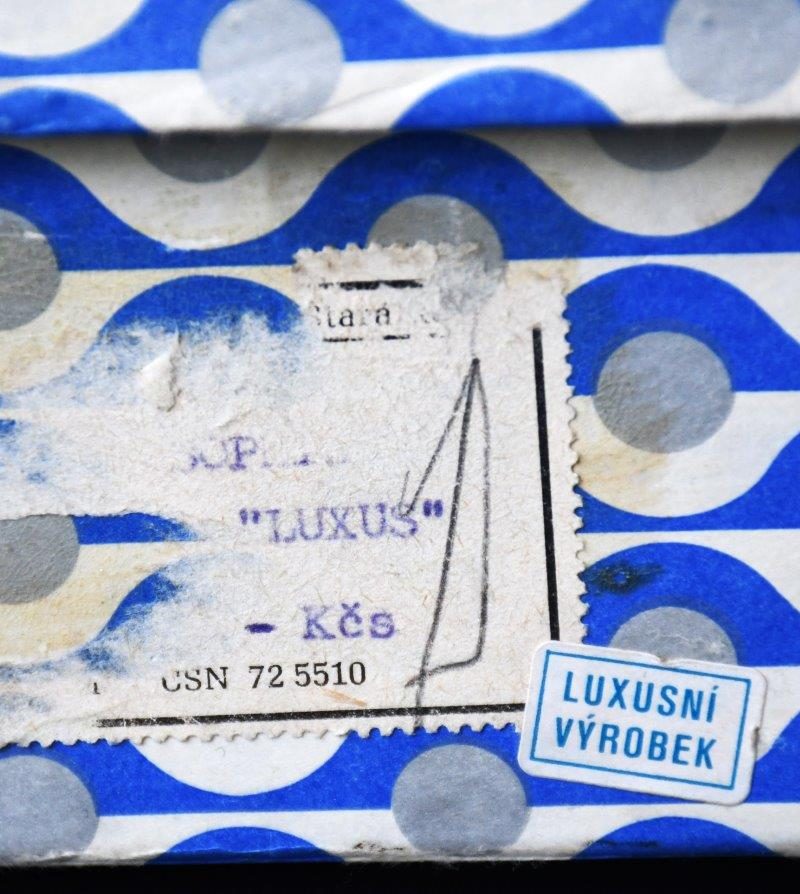 Stará
"LUXUS"
- Kčs
ČSN 72 5510
LUXUSNÍ
VÝROBEK